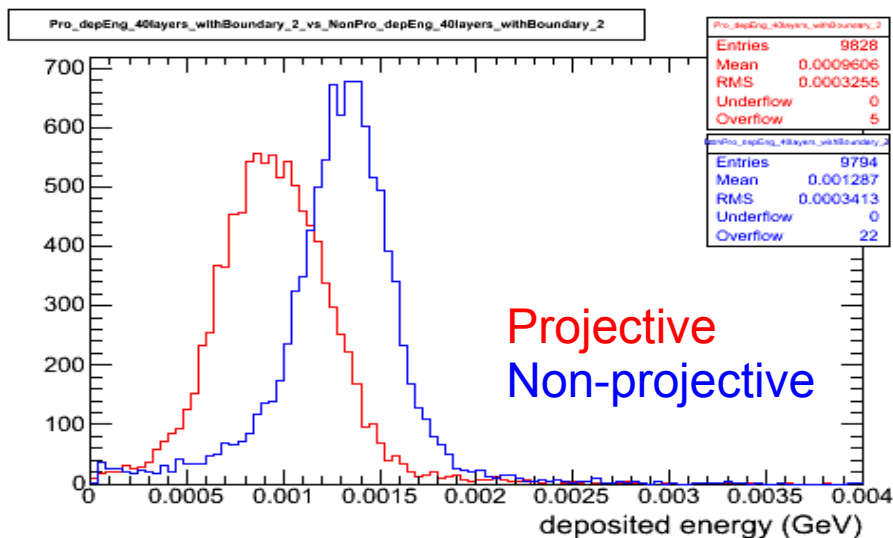 Pro_depEng_40layers_withBoundary_2_vs_NonPro_depEng_40layers_withBoundary_2
Pro_depEng_40layers_withBoundary_2
Entries 9828
Mean 0.0009606
RMS 0.0003255
Underflow 0
Overflow 5
NonPro_depEng_40layers_withBoundary_2
Entries 9794
Mean 0.001287
RMS 0.0003413
Underflow 0
Overflow 22
700
600
500
400
300
200
100
0
Projective
Non-projective
0 0.0005 0.001 0.0015 0.002 0.0025 0.003 0.0035 0.004
deposited energy (GeV)